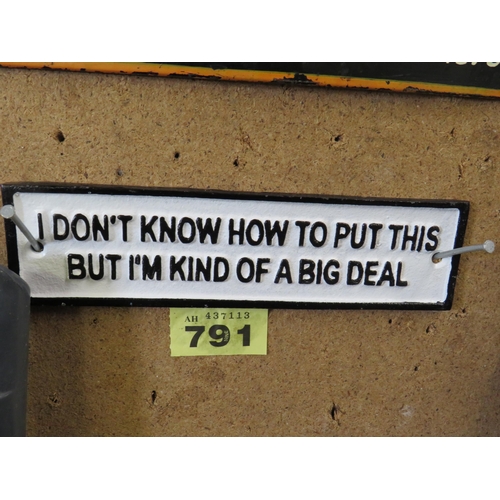 I DON'T KNOW HOW TO PUT THIS
BUT I'M KIND OF A BIG DEAL
AH 437113
791